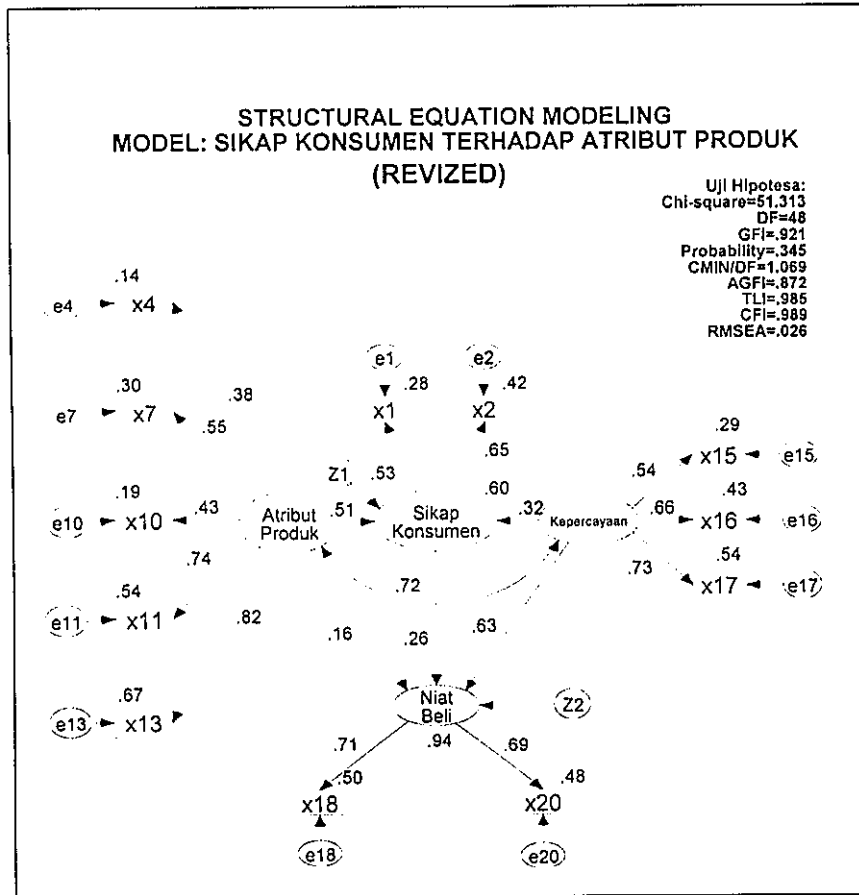 STRUCTURAL EQUATION MODELING
MODEL: SIKAP KONSUMEN TERHADAP ATRIBUT PRODUK
(REVIZED)
Uji Hipotesa:
Chi-square=51.313
DF=48
GFI=.921
Probability=.345
CMIN/DF=1.069
AGFI=.872
TLI=.985
CFI=.989
RMSEA=.026
.14
e4 x4
e1 e2
.30 .38 .28 .42
e7 x7 x1 x2
.55
.29
.65 x15 e15
Z1 .53 .54
.19 .60 .43
e10 x10 .43 Atribut
Produk .51 Sikap
Konsumen .32 Kepercayaan .66 x16 e16
.74 .54
.72 .73 x17 e17
.54
e11 x11 .82 .16 .26 .63
.67
e13 x13 Niat
Beli Z2
.71 .94 .69
.50 .48
x18 x20
e18 e20